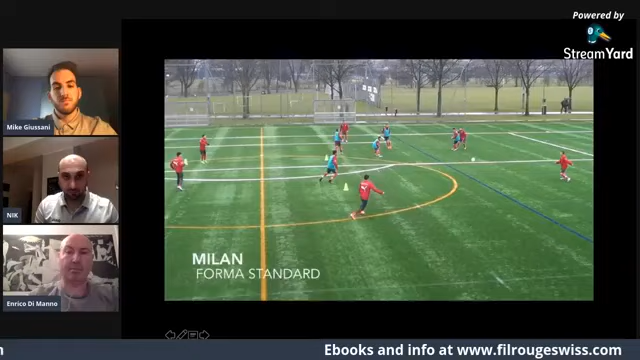 Powered by
StreamYard
Mike Giussani
NIK
Enrico Di Manno
MILAN
FORMA STANDARD
Ebooks and info at www.filrougeswiss.com